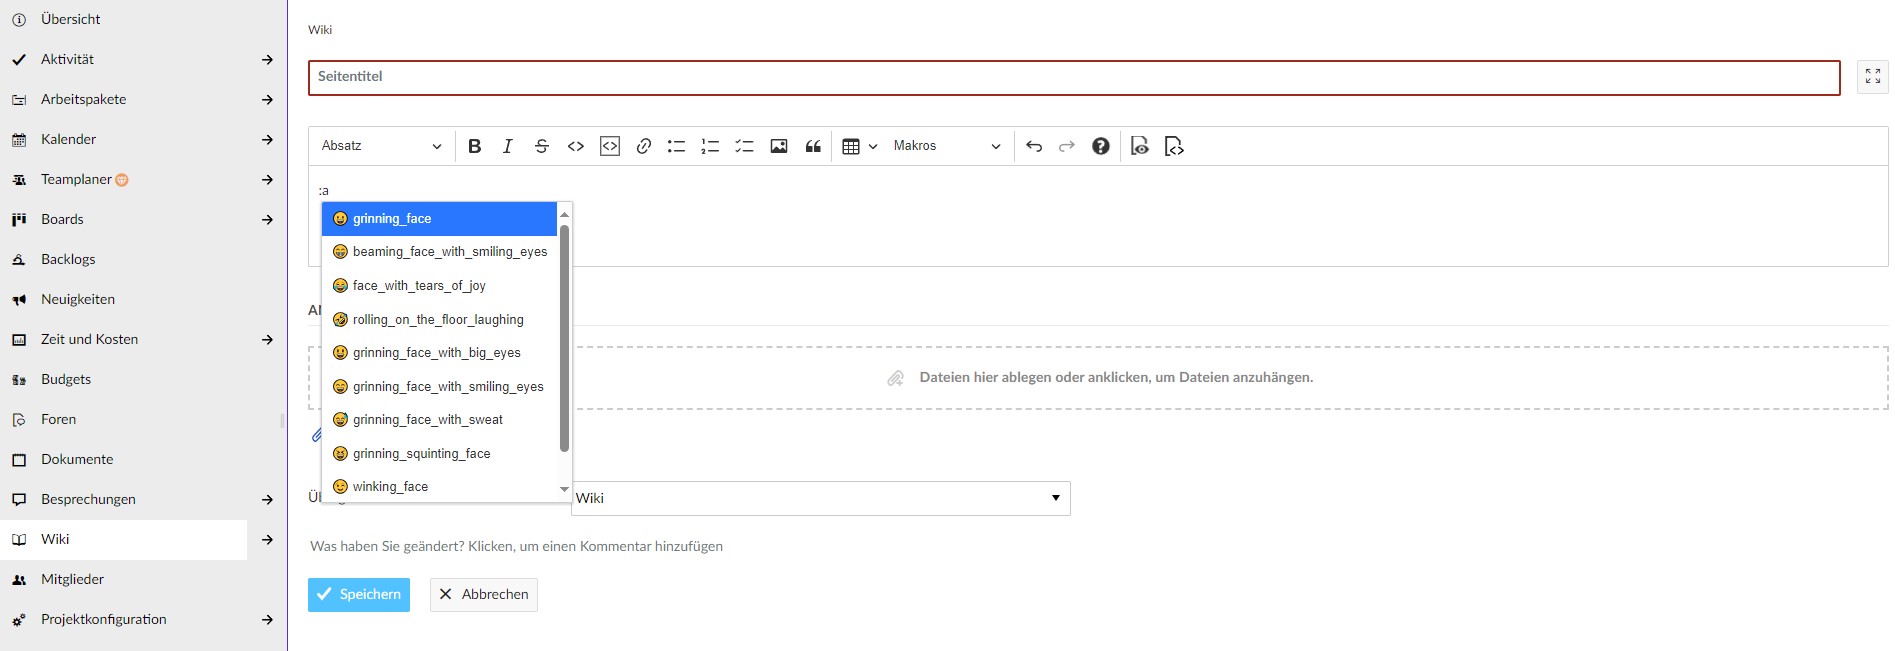 Übersicht
Aktivität
Arbeitspakete
Kalender
Teamplaner
Boards
Backlogs
Neuigkeiten
Zeit und Kosten
Budgets
Foren
Dokumente
Besprechungen
Wiki
Mitglieder
Projektkonfiguration
Wiki
Seitentitel
Absatz
Makros
:a
grinning_face
beaming_face_with_smiling_eyes
face_with_tears_of_joy
rolling_on_the_floor_laughing
grinning_face_with_big_eyes
grinning_face_with_smiling_eyes
grinning_face_with_sweat
grinning_squinting_face
winking_face
Dateien hier ablegen oder anklicken, um Dateien anzuhängen.
Wiki
Was haben Sie geändert? Klicken, um einen Kommentar hinzufügen
Speichern
Abbrechen